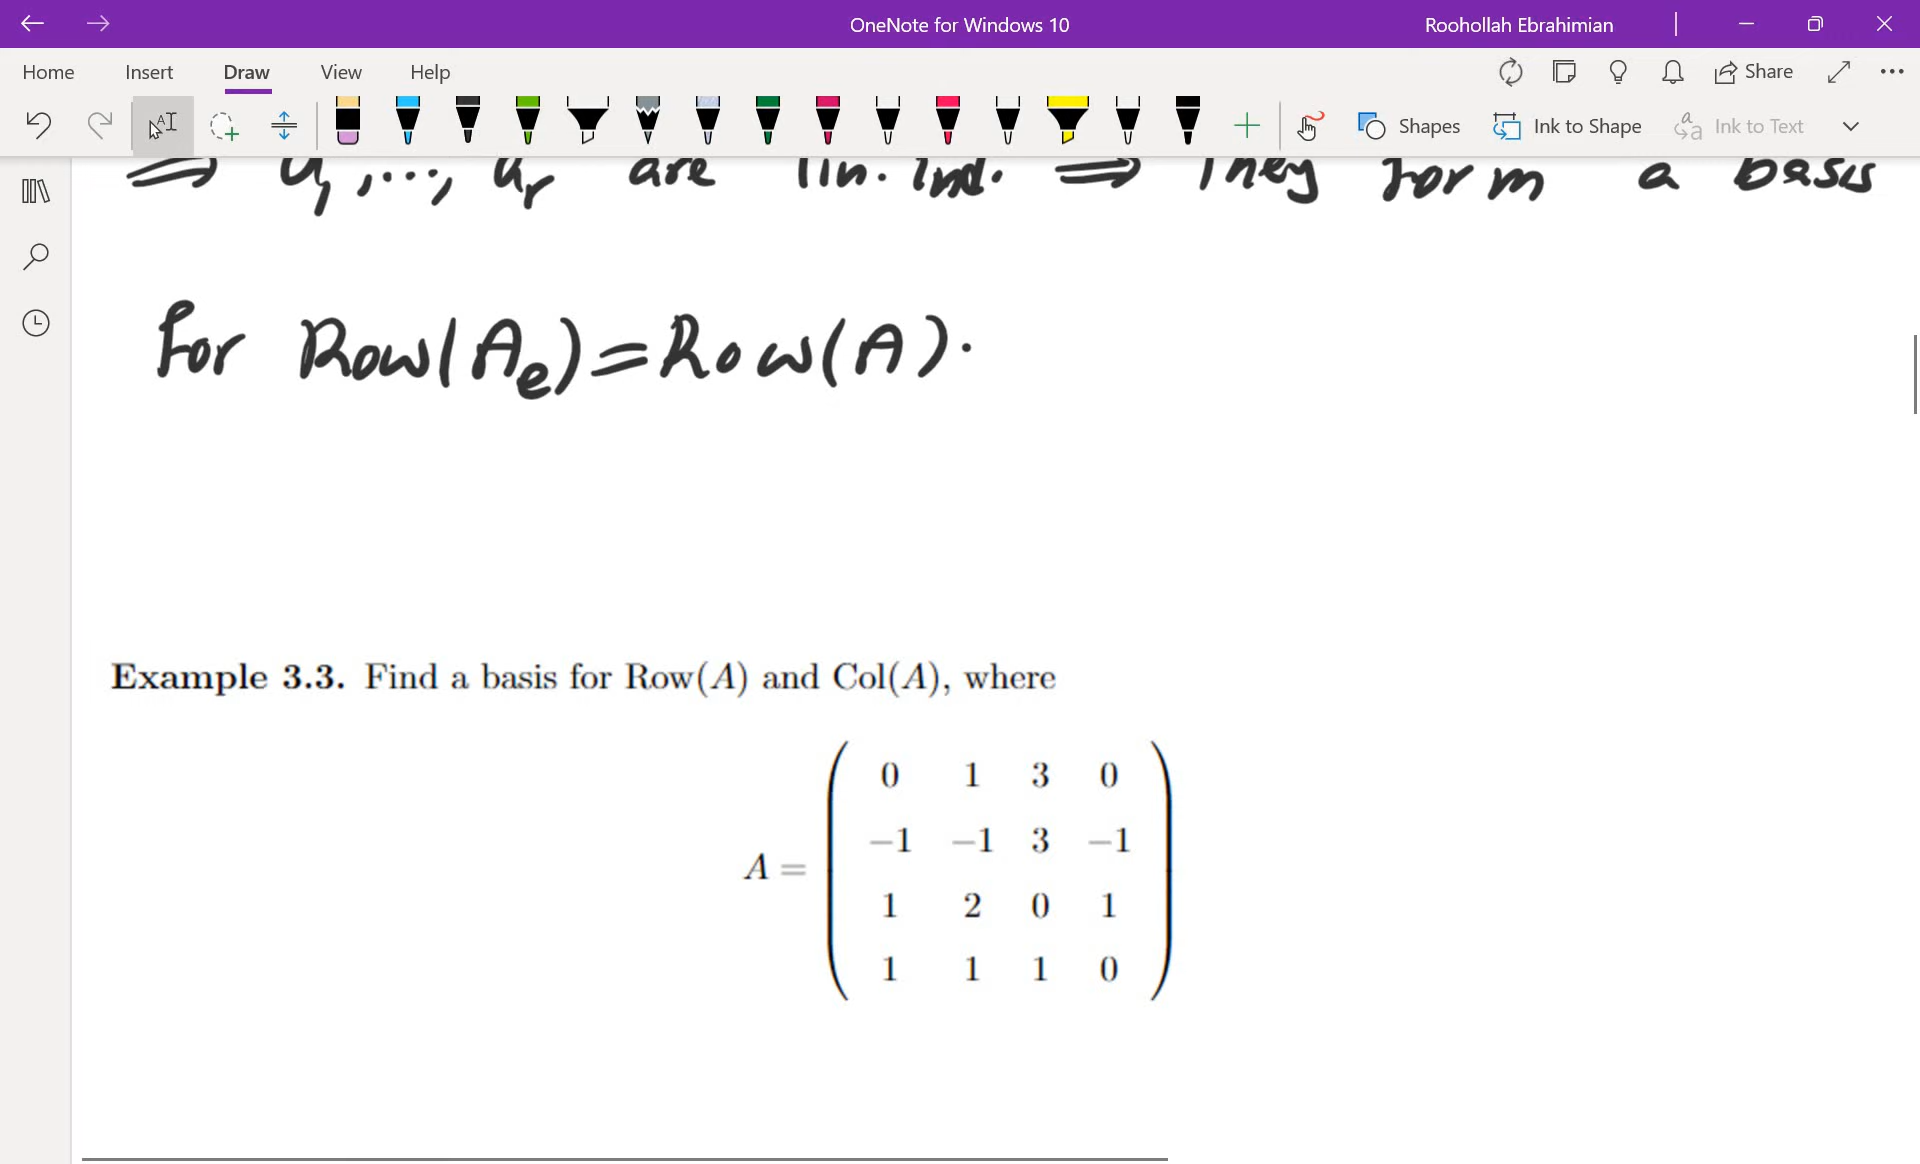 OneNote for Windows 10
Roohollah Ebrahimian
Home Insert Draw View Help
Share
Shapes Ink to Shape Ink to Text
⇒ u₁,..., uᵣ are lin. ind. ⇒ They form a basis
for Row(Aₑ)=Row(A).
Example 3.3. Find a basis for Row(A) and Col(A), where
0 1 3 0
−1 −1 3 −1
A =
1 2 0 1
1 1 1 0